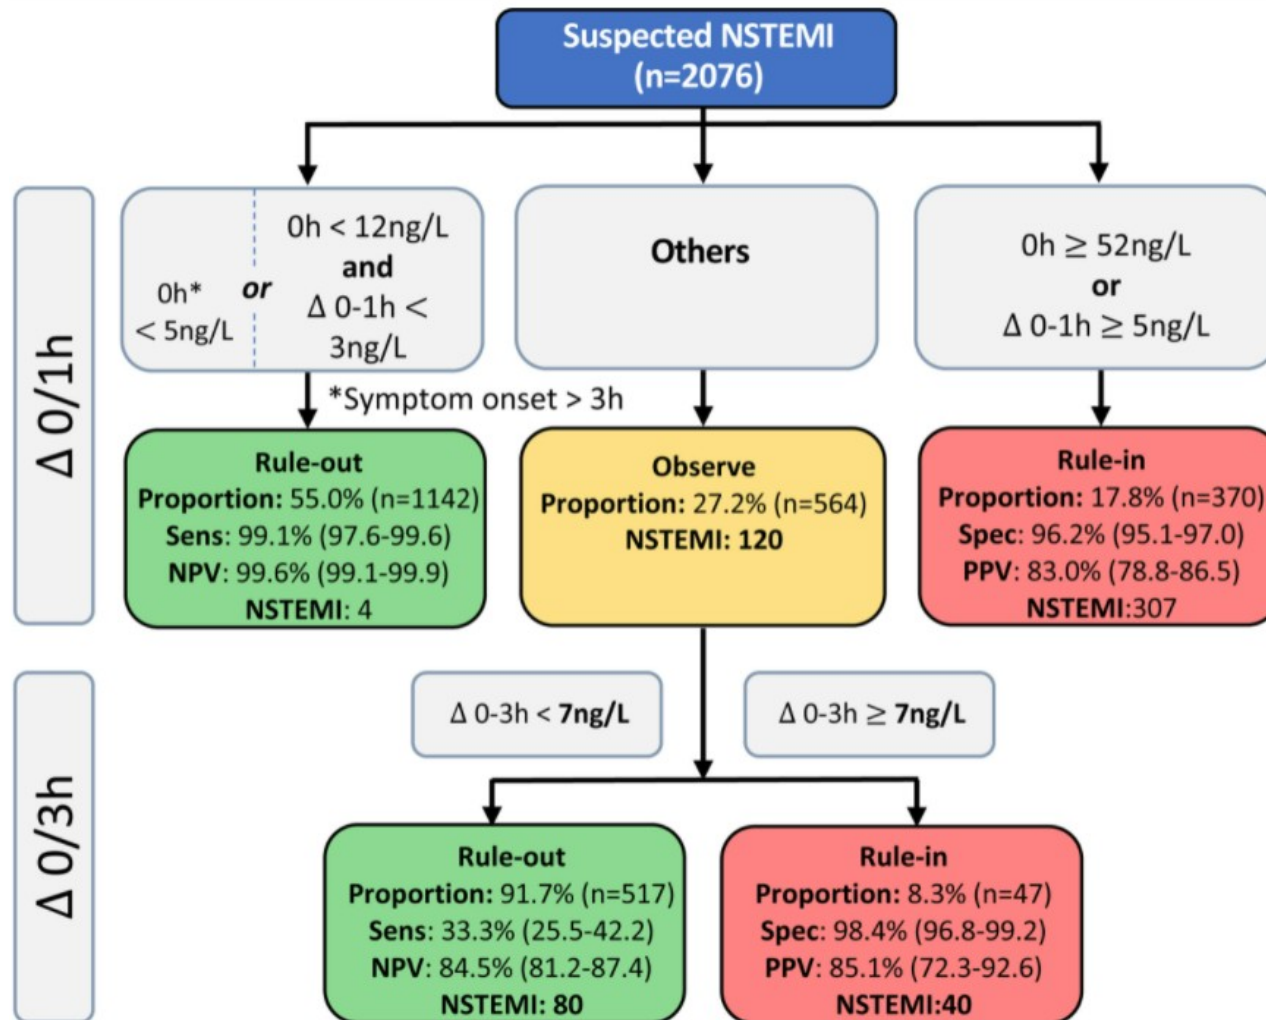 Suspected NSTEMI
(n=2076)
Δ 0/1h
0h*
< 5ng/L
or
0h < 12ng/L
and
Δ 0-1h <
3ng/L
Others
0h ≥ 52ng/L
or
Δ 0-1h ≥ 5ng/L
*Symptom onset > 3h
Rule-out
Proportion: 55.0% (n=1142)
Sens: 99.1% (97.6-99.6)
NPV: 99.6% (99.1-99.9)
NSTEMI: 4
Observe
Proportion: 27.2% (n=564)
NSTEMI: 120
Rule-in
Proportion: 17.8% (n=370)
Spec: 96.2% (95.1-97.0)
PPV: 83.0% (78.8-86.5)
NSTEMI:307
Δ 0/3h
Δ 0-3h < 7ng/L
Δ 0-3h ≥ 7ng/L
Rule-out
Proportion: 91.7% (n=517)
Sens: 33.3% (25.5-42.2)
NPV: 84.5% (81.2-87.4)
NSTEMI: 80
Rule-in
Proportion: 8.3% (n=47)
Spec: 98.4% (96.8-99.2)
PPV: 85.1% (72.3-92.6)
NSTEMI:40